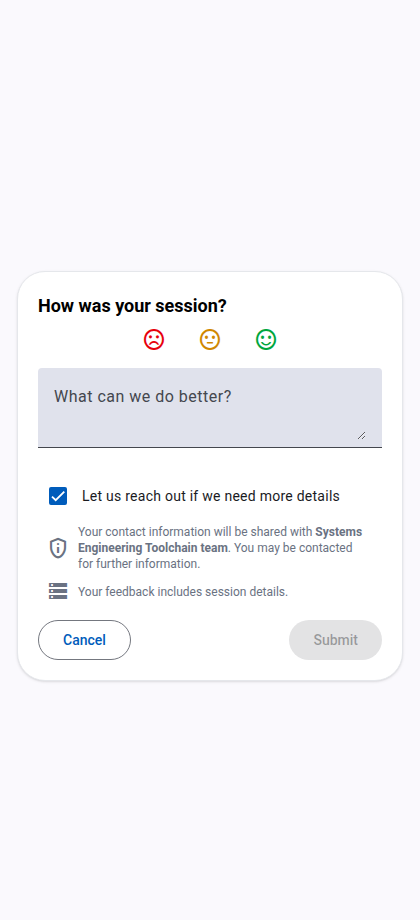 How was your session?
What can we do better?
Let us reach out if we need more details
Your contact information will be shared with Systems
Engineering Toolchain team. You may be contacted
for further information.
Your feedback includes session details.
Cancel
Submit